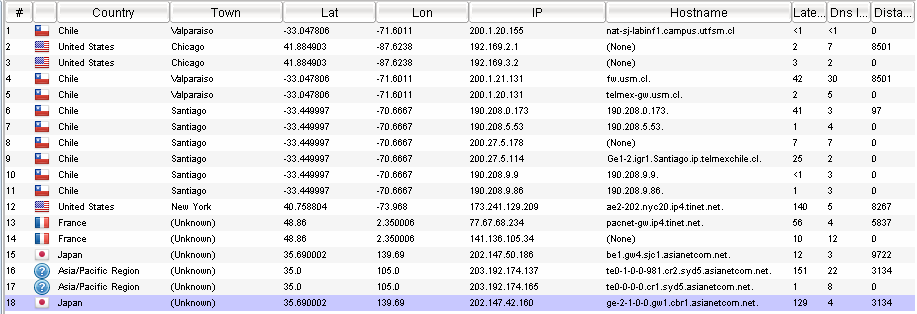 # Country Town Lat Lon IP Hostname Late... Dns l... Dista...
1 Chile Valparaiso -33.047806 -71.6011 200.1.20.155 nat-sj-labinf1.campus.utfsm.cl <1 <1 0
2 United States Chicago 41.884903 -87.6238 192.169.2.1 (None) 2 7 8501
3 United States Chicago 41.884903 -87.6238 192.169.3.2 (None) 3 2 0
4 Chile Valparaiso -33.047806 -71.6011 200.1.21.131 fw.usm.cl. 42 30 8501
5 Chile Valparaiso -33.047806 -71.6011 200.1.20.131 telmex-gw.usm.cl. 2 5 0
6 Chile Santiago -33.449997 -70.6667 190.208.0.173 190.208.0.173. 41 3 97
7 Chile Santiago -33.449997 -70.6667 190.208.5.53 190.208.5.53. 1 4 0
8 Chile Santiago -33.449997 -70.6667 200.27.5.178 (None) 7 7 0
9 Chile Santiago -33.449997 -70.6667 200.27.5.114 Ge1-2.igr1.Santiago.ip.telmexchile.cl. 25 2 0
10 Chile Santiago -33.449997 -70.6667 190.208.9.9 190.208.9.9. <1 3 0
11 Chile Santiago -33.449997 -70.6667 190.208.9.86 190.208.9.86. 1 3 0
12 United States New York 40.758804 -73.968 173.241.129.209 ae2-202.nyc20.ip4.tinet.net. 140 5 8267
13 France (Unknown) 48.86 2.350006 77.67.68.234 pacnet-gw.ip4.tinet.net. 56 4 5837
14 France (Unknown) 48.86 2.350006 141.136.105.34 (None) 10 12 0
15 Japan (Unknown) 35.690002 139.69 202.147.50.186 be1.gw4.sjc1.asianetcom.net. 12 3 9722
16 Asia/Pacific Region (Unknown) 35.0 105.0 203.192.174.137 te0-1-0-0-981.cr2.syd5.asianetcom.net. 151 22 3134
17 Asia/Pacific Region (Unknown) 35.0 105.0 203.192.174.165 te0-0-0-0.cr1.syd5.asianetcom.net. 1 8 0
18 Japan (Unknown) 35.690002 139.69 202.147.42.160 ge-2-1-0-0.gw1.cbr1.asianetcom.net. 129 4 3134